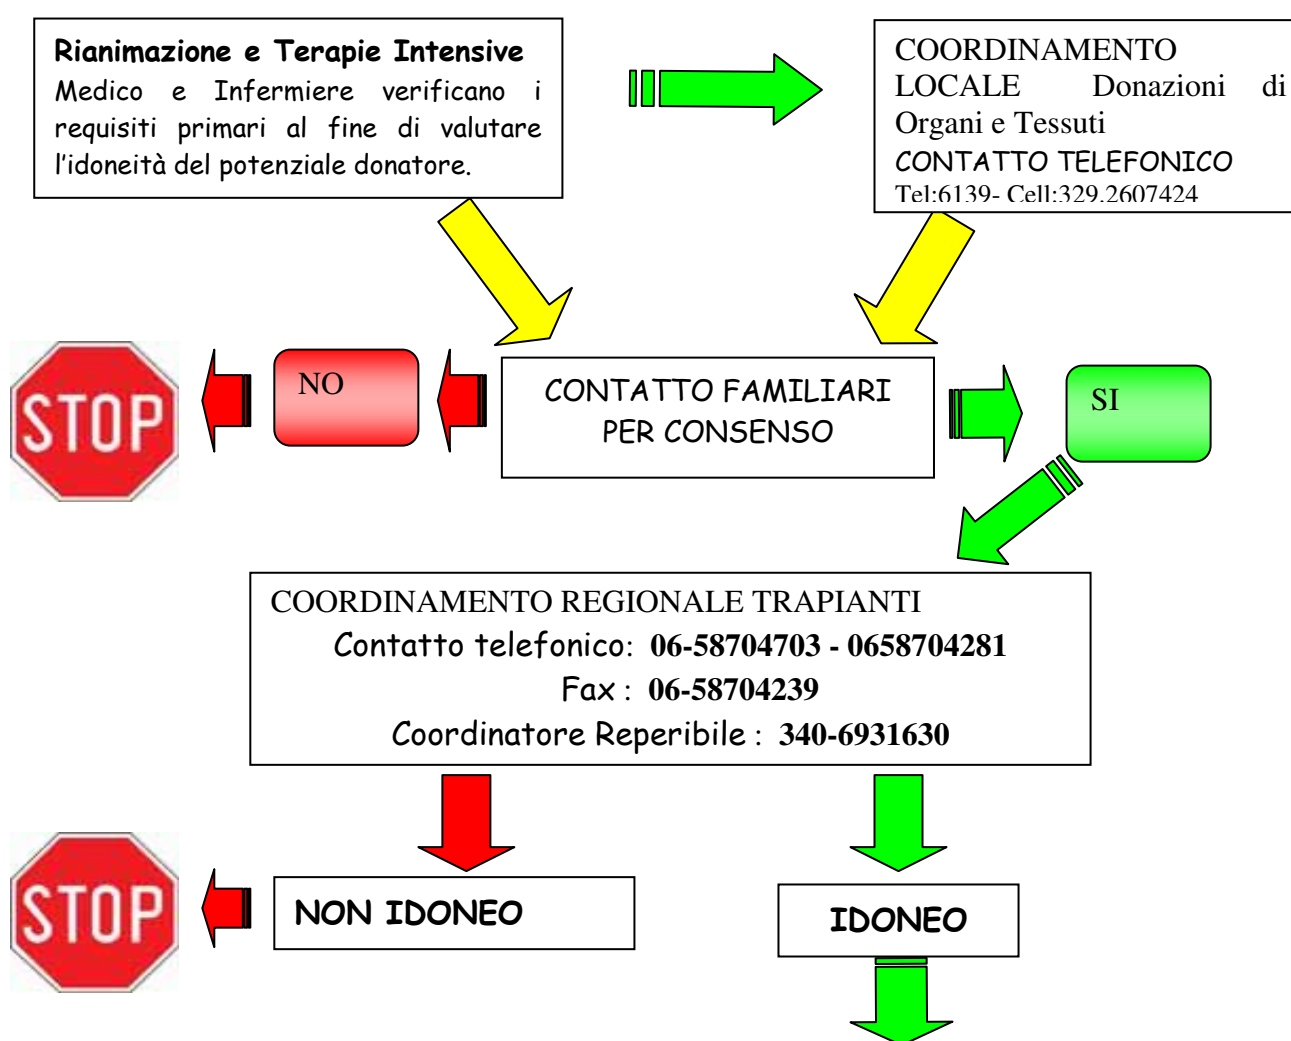 Rianimazione e Terapie Intensive
Medico e Infermiere verificano i
requisiti primari al fine di valutare
l'idoneità del potenziale donatore.
COORDINAMENTO
LOCALE Donazioni di
Organi e Tessuti
CONTATTO TELEFONICO
Tel:6139- Cell:329.2607424
STOP
NO
CONTATTO FAMILIARI
PER CONSENSO
SI
COORDINAMENTO REGIONALE TRAPIANTI
Contatto telefonico: 06-58704703 - 0658704281
Fax : 06-58704239
Coordinatore Reperibile : 340-6931630
STOP
NON IDONEO
IDONEO